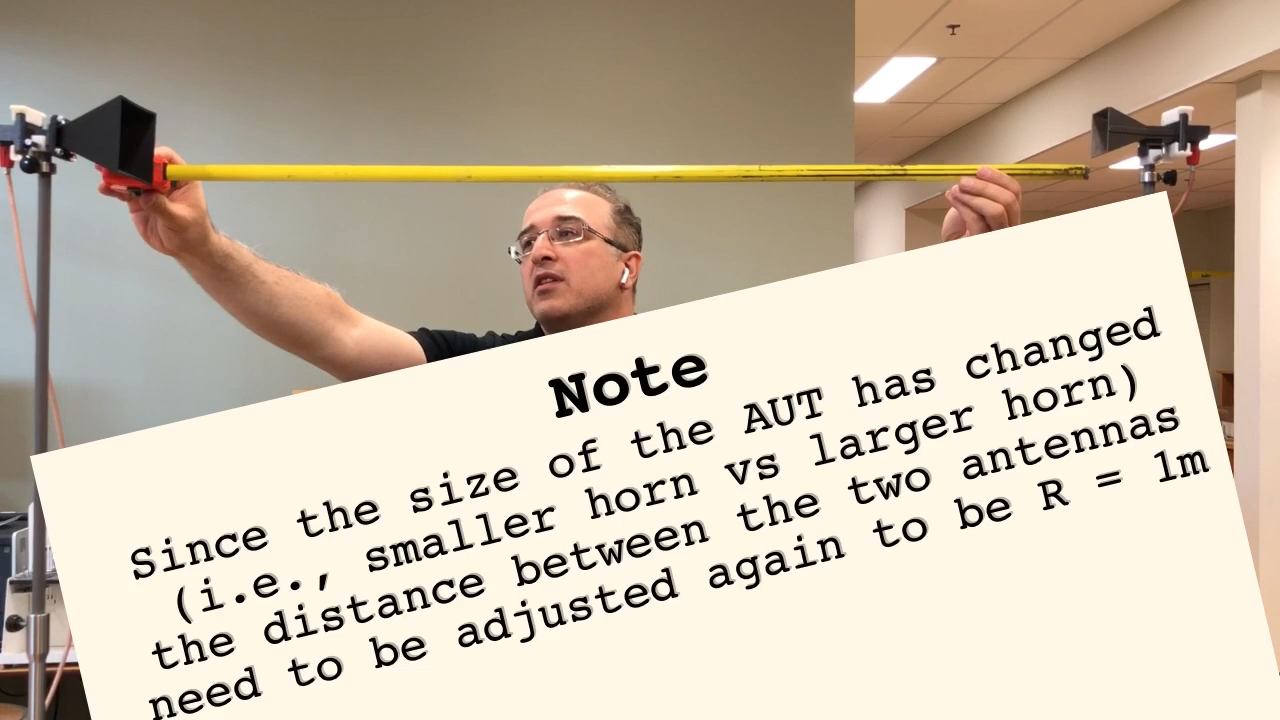 Note
Since the size of the AUT has changed
(i.e., smaller horn vs larger horn)
the distance between the two antennas
need to be adjusted again to be R = 1m